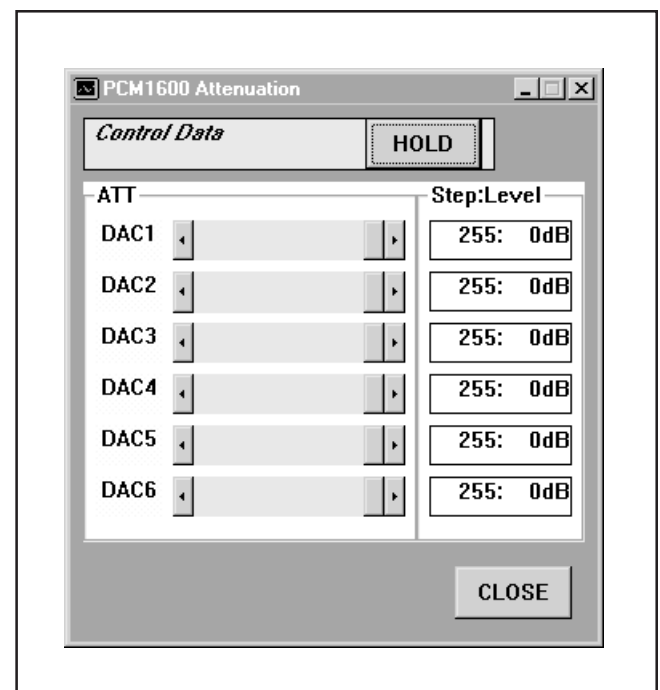 PCM1600 Attenuation
Control Data HOLD
ATT Step:Level
DAC1 255: 0dB
DAC2 255: 0dB
DAC3 255: 0dB
DAC4 255: 0dB
DAC5 255: 0dB
DAC6 255: 0dB
CLOSE